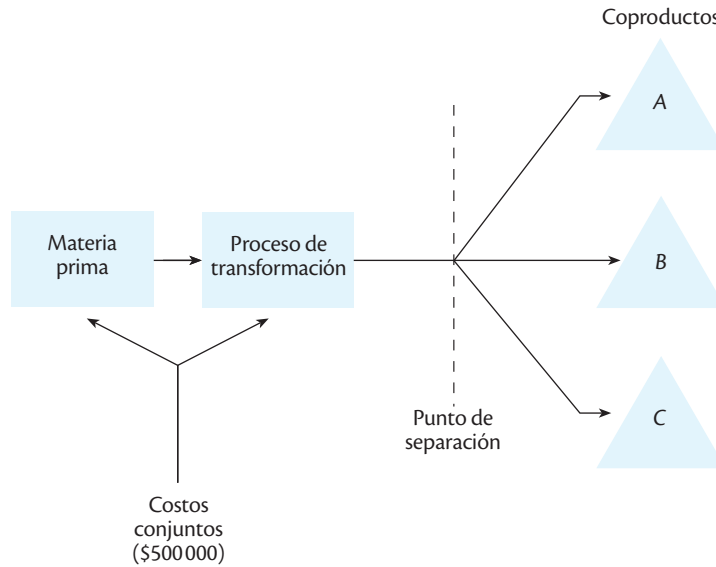 Coproductos
A
Materia
prima
Proceso de
transformación
B
Punto de
separación
C
Costos
conjuntos
($500 000)